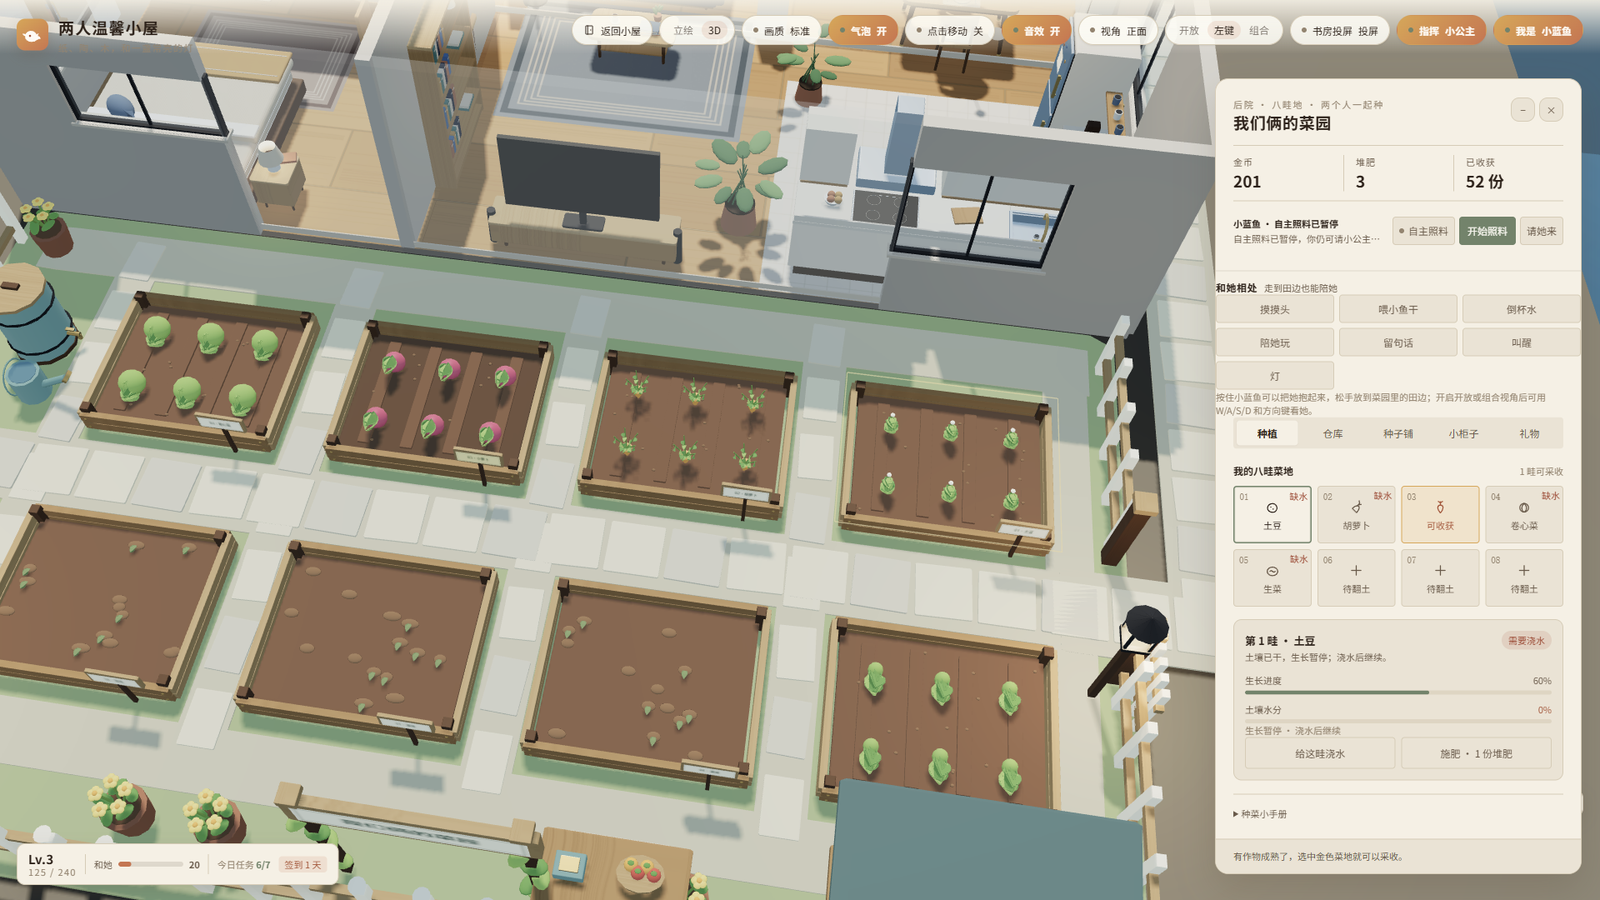 两人温馨小屋
返回小屋
立绘 3D
画质 标准
气泡 开
点击移动 关
音效 开
视角 正面
开放 左键 组合
书房投屏 投屏
指挥 小公主
我是 小蓝鱼
后院 · 八畦地 · 两个人一起种
我们俩的菜园
金币 堆肥 已收获
201 3 52 份
小蓝鱼 · 自主照料已暂停
自主照料已暂停，你仍可请小公主…
自主照料 开始照料 请她来
和她相处 走到田边也能陪她
摸摸头 喂小鱼干 倒杯水
陪她玩 留句话 叫醒
灯
按住小蓝鱼可以把她抱起来，松手放到菜园里的田边；开启开放或组合视角后可用
W/A/S/D 和方向键看她。
种植 仓库 种子铺 小柜子 礼物
我的八畦菜地 1 畦可采收
01 缺水 02 缺水 03 04 缺水
土豆 胡萝卜 可收获 卷心菜
05 缺水 06 07 08
生菜 待翻土 待翻土 待翻土
第 1 畦 · 土豆 需要浇水
土壤已干，生长暂停；浇水后继续。
生长进度 60%
土壤水分 0%
生长暂停 · 浇水后继续
给这畦浇水 施肥 · 1 份堆肥
▶ 种菜小手册
有作物成熟了，选中金色菜地就可以采收。
Lv.3 和她 20 今日任务 6/7 签到 1 天
125 / 240